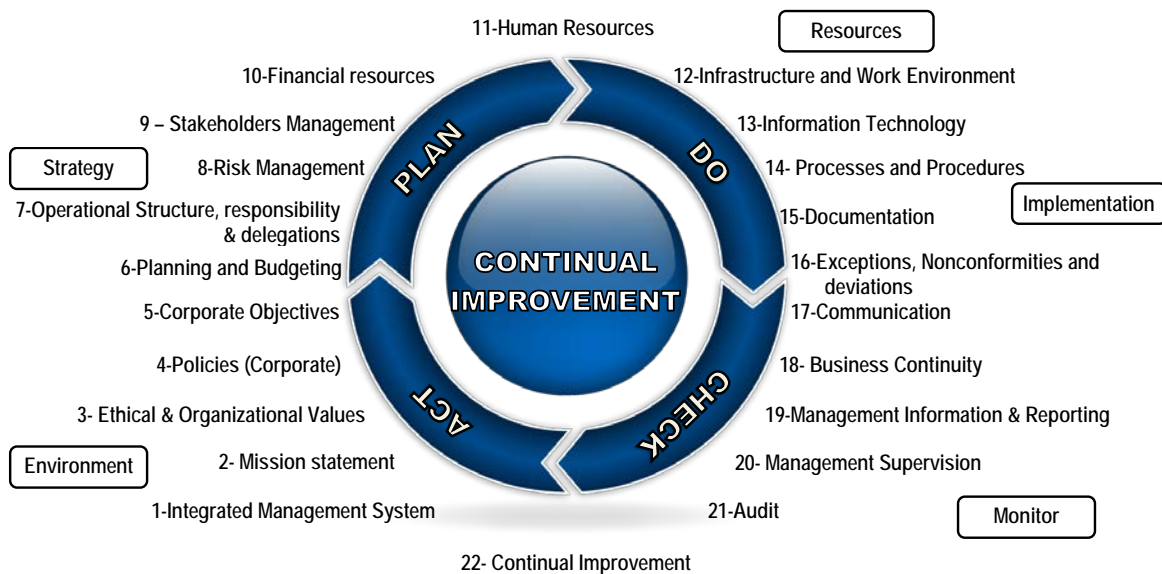 11-Human Resources
Resources
10-Financial resources
12-Infrastructure and Work Environment
9 – Stakeholders Management
13-Information Technology
PLAN
DO
Strategy
8-Risk Management
14- Processes and Procedures
Implementation
7-Operational Structure, responsibility
& delegations
15-Documentation
6-Planning and Budgeting
CONTINUAL
IMPROVEMENT
16-Exceptions, Nonconformities and
deviations
5-Corporate Objectives
17-Communication
4-Policies (Corporate)
18- Business Continuity
ACT
CHECK
3- Ethical & Organizational Values
19-Management Information & Reporting
Environment
2- Mission statement
20- Management Supervision
1-Integrated Management System
21-Audit
Monitor
22- Continual Improvement